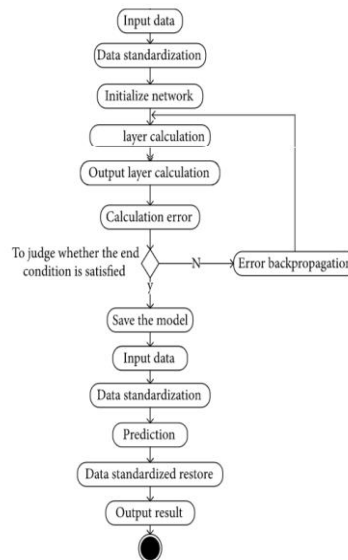 Input data
Data standardization
Initialize network
layer calculation
Output layer calculation
Calculation error
To judge whether the end
condition is satisfied
N
Error backpropagation
y
Save the model
Input data
Data standardization
Prediction
Data standardized restore
Output result